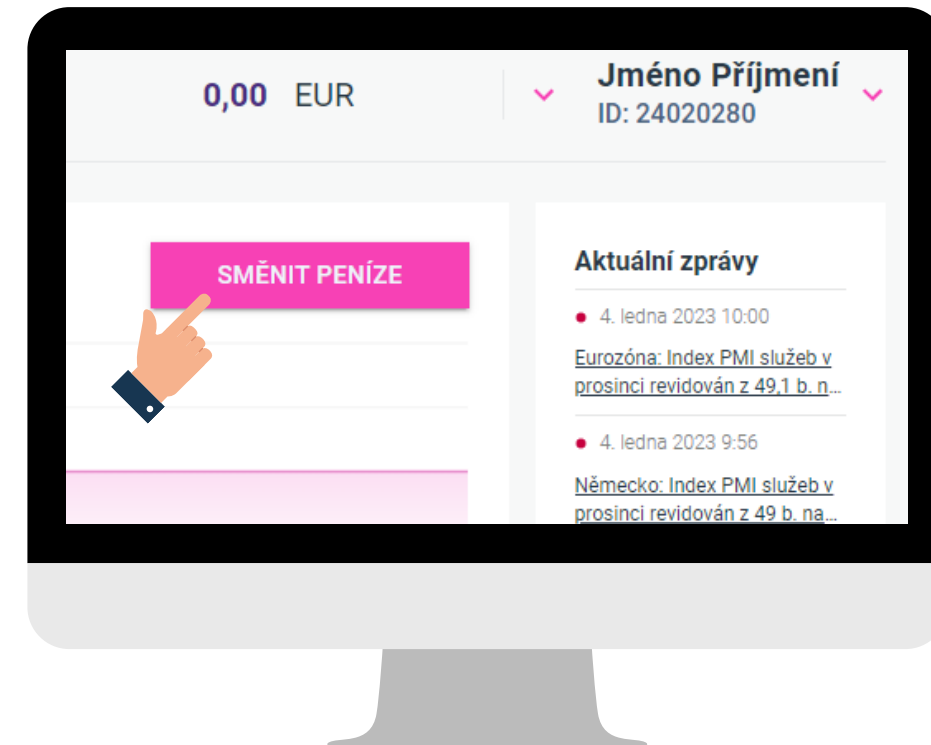 0,00 EUR
Jméno Příjmení
ID: 24020280
SMĚNIT PENÍZE
Aktuální zprávy
4. ledna 2023 10:00
Eurozóna: Index PMI služeb v
prosinci revidován z 49,1 b. n...
4. ledna 2023 9:56
Německo: Index PMI služeb v
prosinci revidován z 49 b. na...